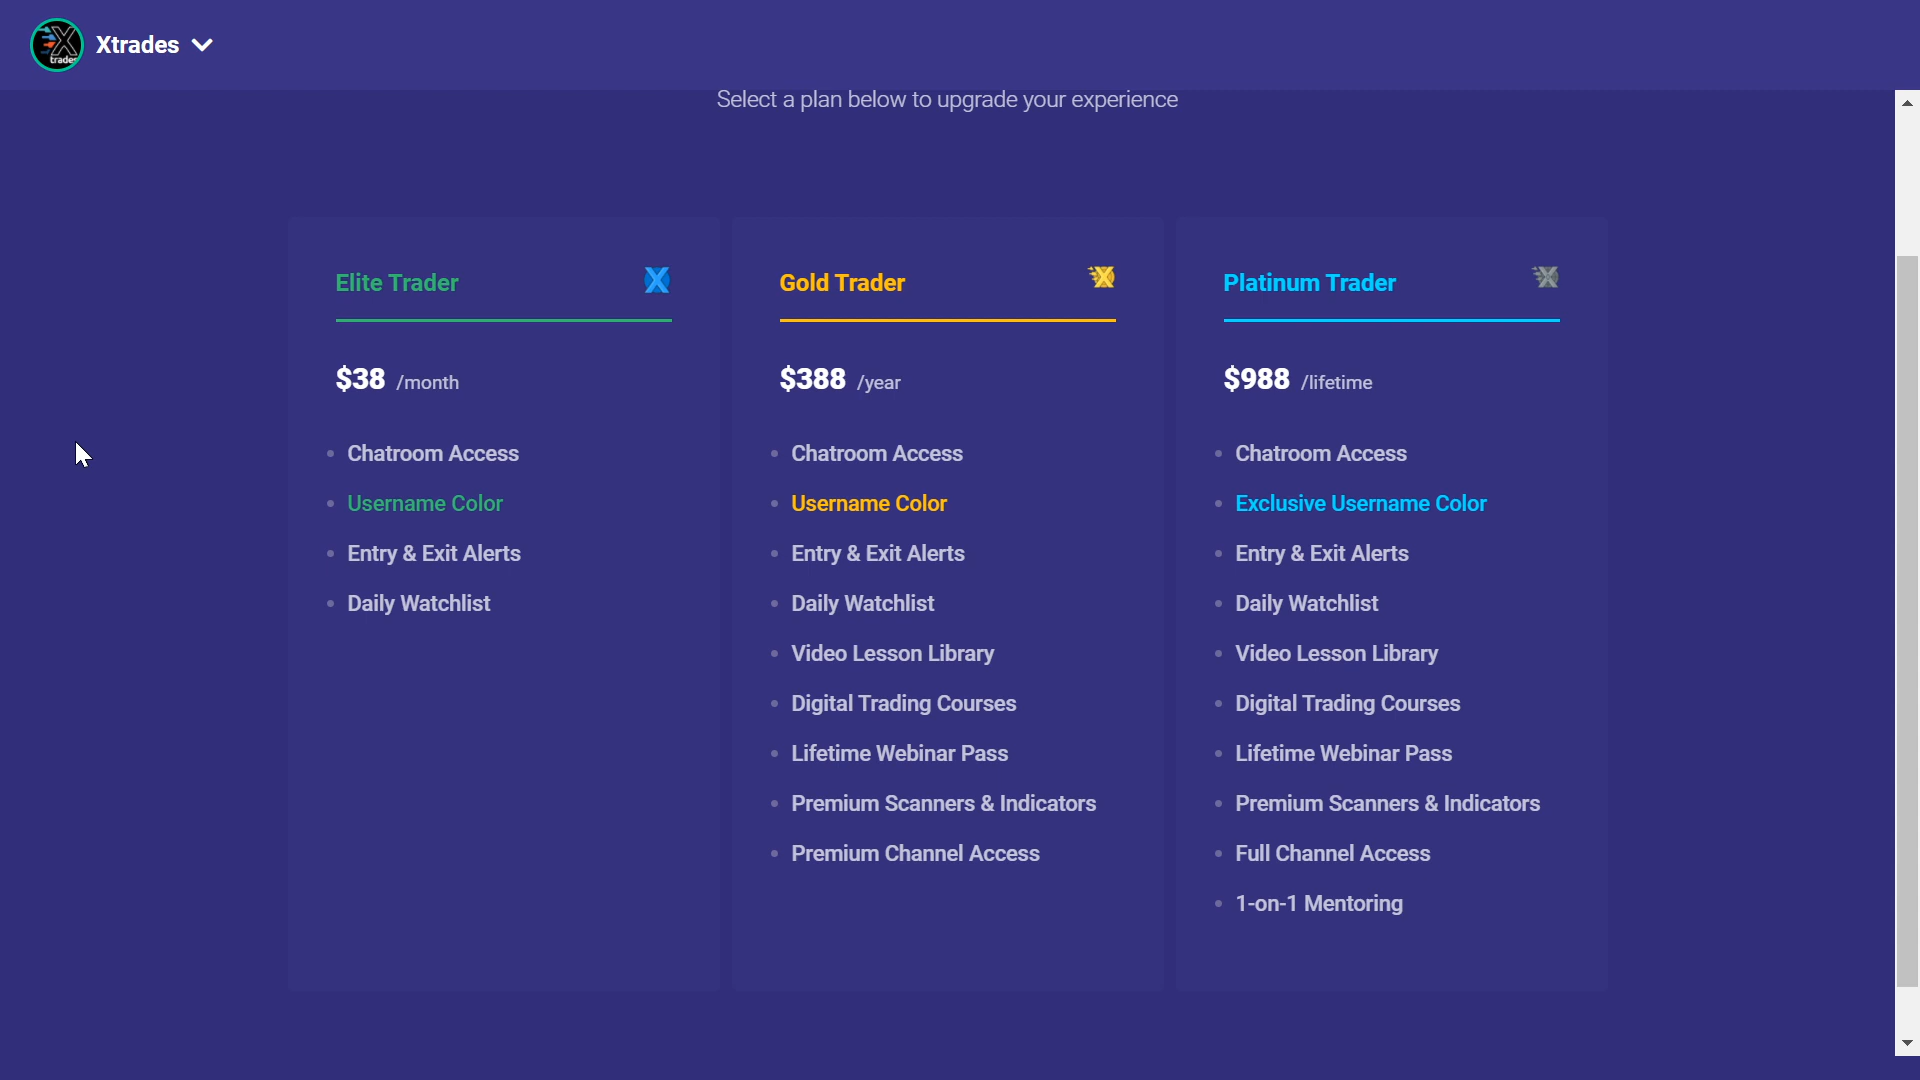 Xtrades
Select a plan below to upgrade your experience
Elite Trader
$38 /month
Chatroom Access
Username Color
Entry & Exit Alerts
Daily Watchlist
Gold Trader
$388 /year
Chatroom Access
Username Color
Entry & Exit Alerts
Daily Watchlist
Video Lesson Library
Digital Trading Courses
Lifetime Webinar Pass
Premium Scanners & Indicators
Premium Channel Access
Platinum Trader
$988 /lifetime
Chatroom Access
Exclusive Username Color
Entry & Exit Alerts
Daily Watchlist
Video Lesson Library
Digital Trading Courses
Lifetime Webinar Pass
Premium Scanners & Indicators
Full Channel Access
1-on-1 Mentoring